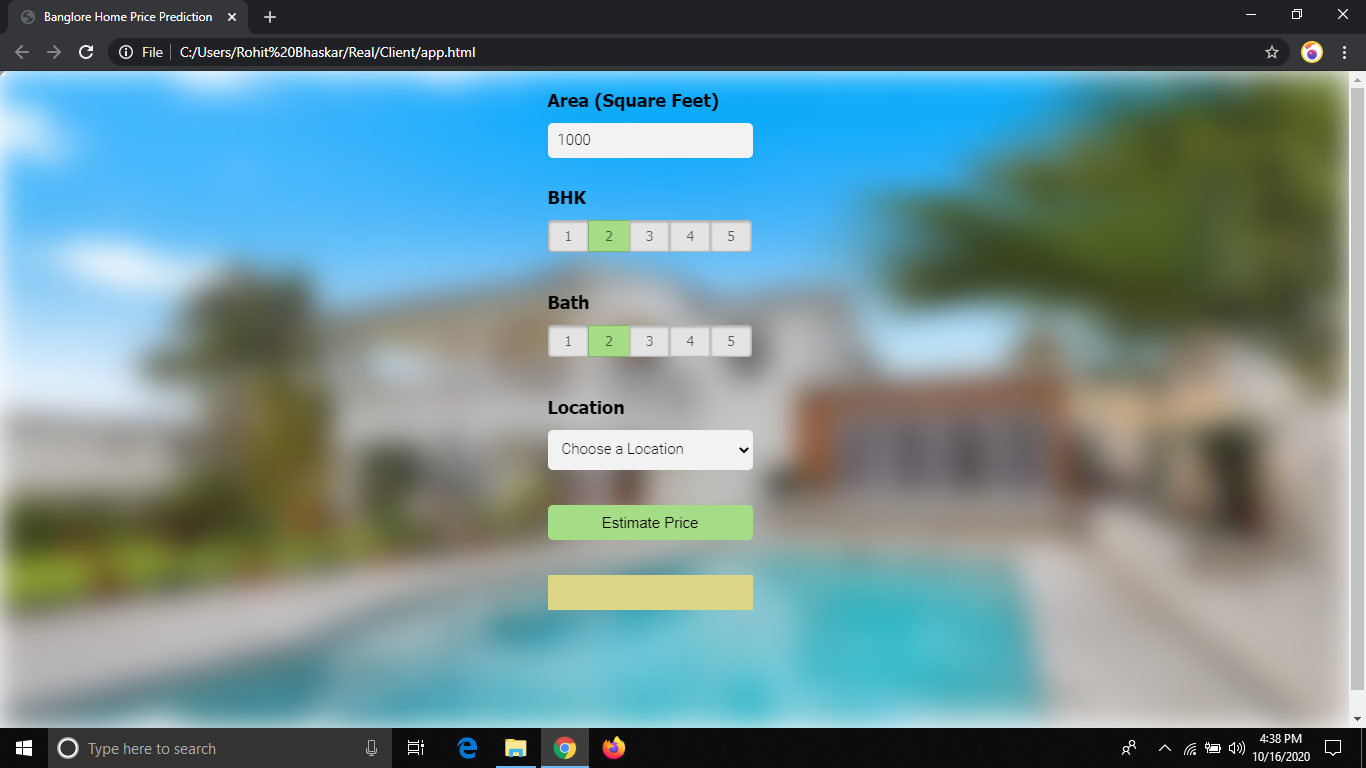 Banglore Home Price Prediction
File C:/Users/Rohit%20Bhaskar/Real/Client/app.html
Area (Square Feet)
1000
BHK
1 2 3 4 5
Bath
1 2 3 4 5
Location
Choose a Location
Estimate Price
Type here to search
4:38 PM
10/16/2020